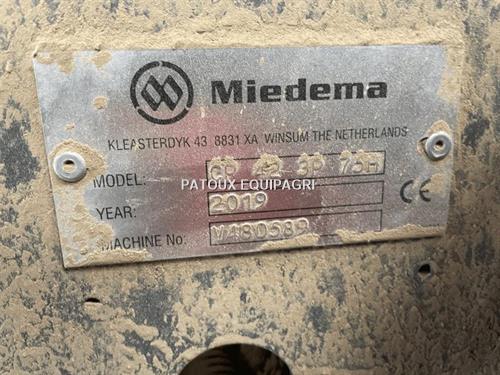 Miedema
KLEASTERDYK 43 8831 XA WINSUM THE NETHERLANDS
MODEL: CP 42 3P 75H
PATOUX EQUIPAGRI
YEAR: 2019
MACHINE No: V480589
CE